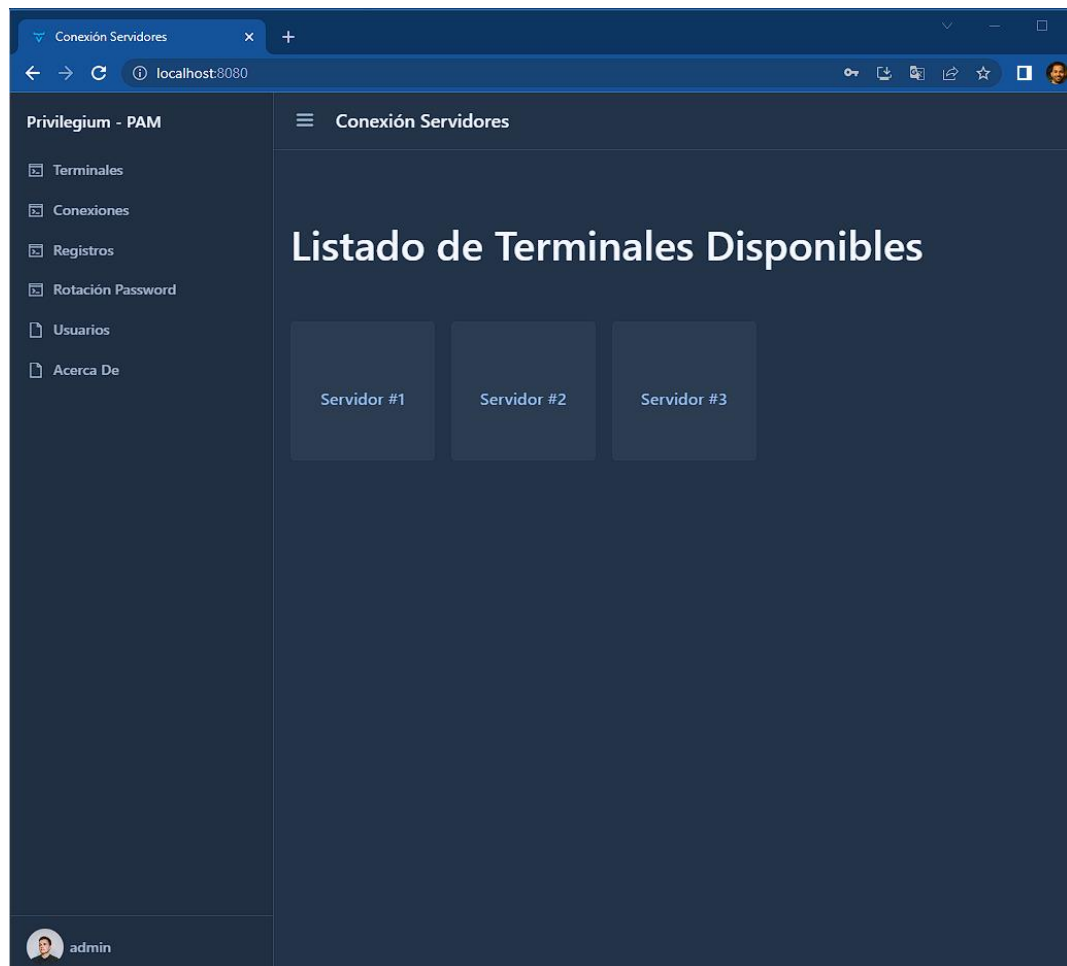 Conexión Servidores
localhost:8080
Privilegium - PAM
Terminales
Conexiones
Registros
Rotación Password
Usuarios
Acerca De
admin
Conexión Servidores
Listado de Terminales Disponibles
Servidor #1
Servidor #2
Servidor #3